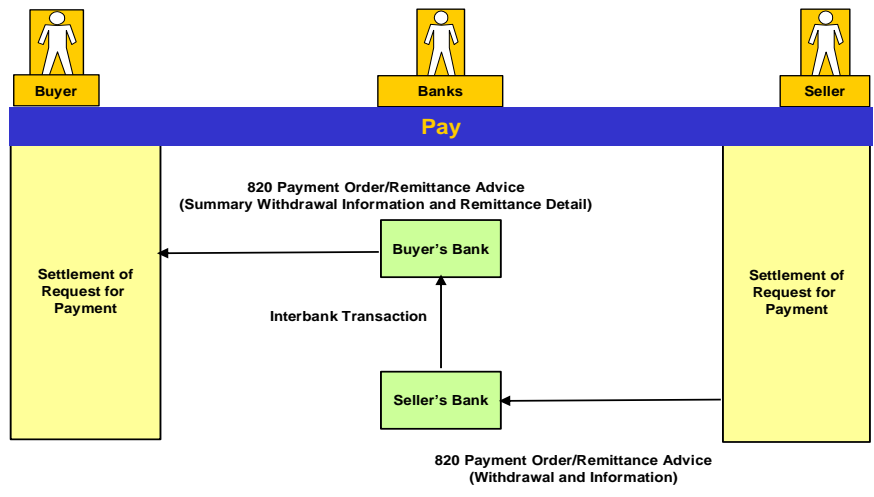 Buyer
Banks
Seller
Pay
820 Payment Order/Remittance Advice
(Summary Withdrawal Information and Remittance Detail)
Buyer's Bank
Settlement of
Request for
Payment
Settlement of
Request for
Payment
Interbank Transaction
Seller's Bank
820 Payment Order/Remittance Advice
(Withdrawal and Information)